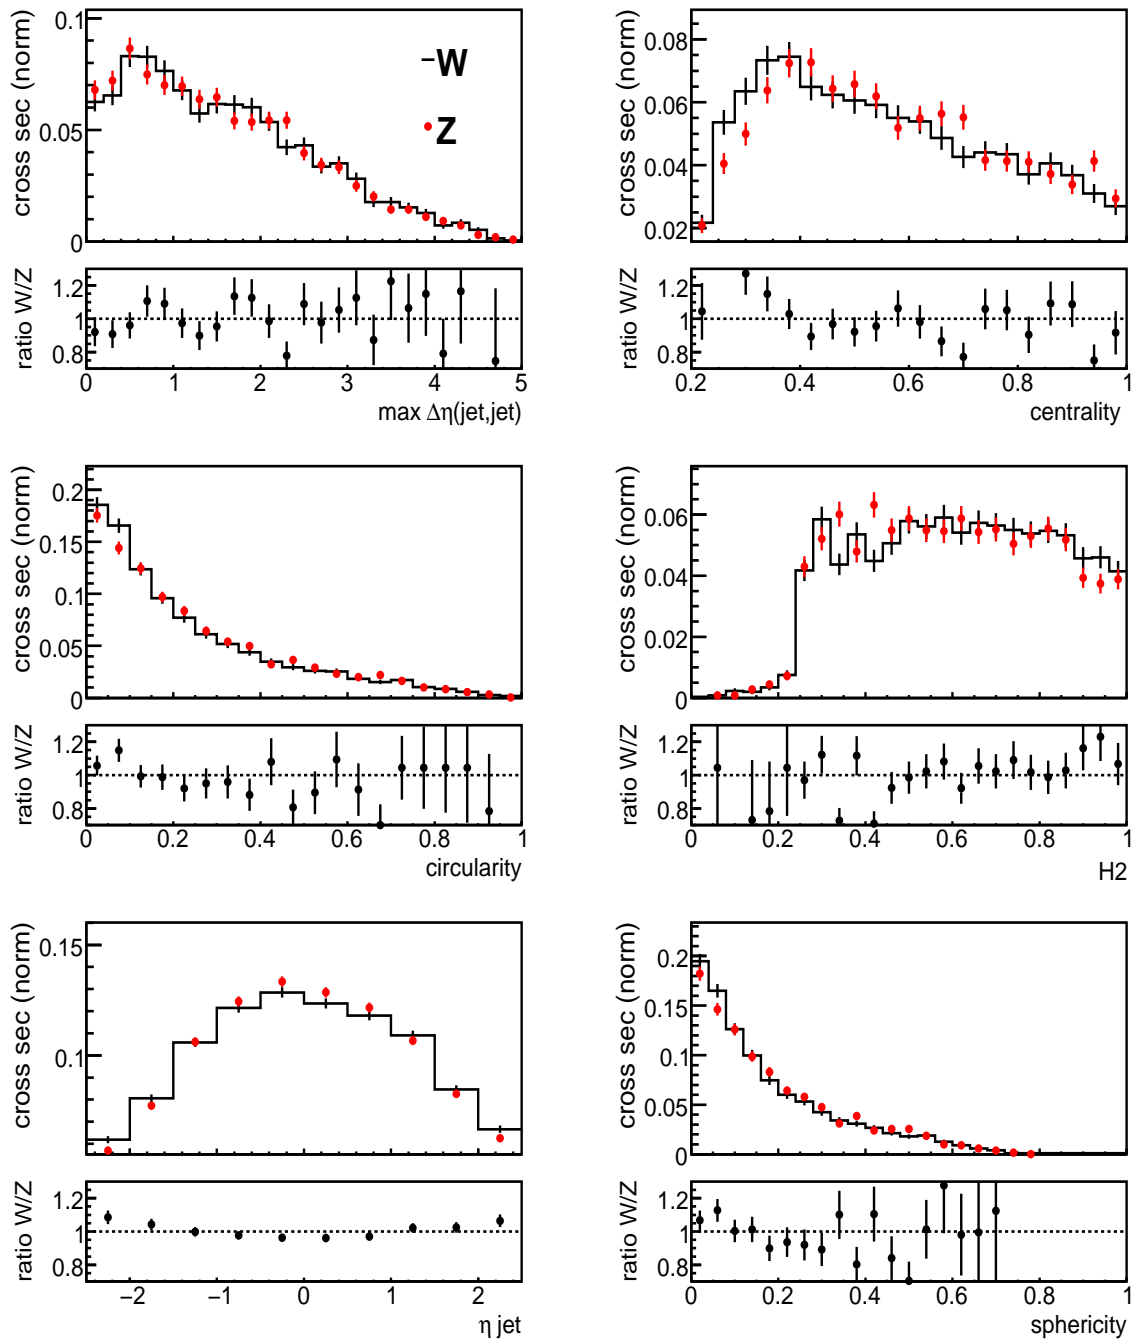 0.1
0.05
0
cross sec (norm)
W
Z
1.2
1
0.8
ratio W/Z
0 1 2 3 4 5
max Δη(jet,jet)
0.08
0.06
0.04
0.02
cross sec (norm)
1.2
1
0.8
ratio W/Z
0.2 0.4 0.6 0.8 1
centrality
0.2
0.15
0.1
0.05
0
cross sec (norm)
1.2
1
0.8
ratio W/Z
0 0.2 0.4 0.6 0.8 1
circularity
0.06
0.04
0.02
0
cross sec (norm)
1.2
1
0.8
ratio W/Z
0 0.2 0.4 0.6 0.8 1
H2
0.15
0.1
cross sec (norm)
1.2
1
0.8
ratio W/Z
−2 −1 0 1 2
η jet
0.2
0.15
0.1
0.05
0
cross sec (norm)
1.2
1
0.8
ratio W/Z
0 0.2 0.4 0.6 0.8 1
sphericity